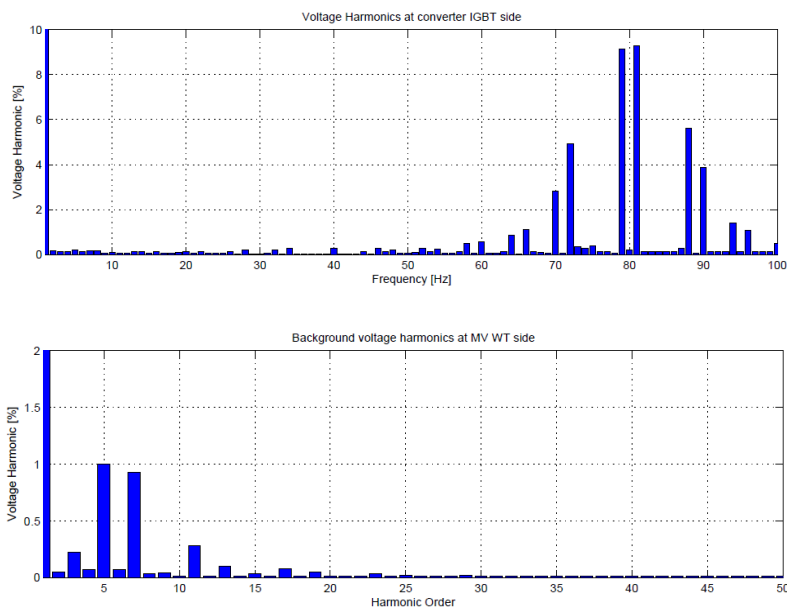 Voltage Harmonics at converter IGBT side
Voltage Harmonic [%]
10
8
6
4
2
0
10 20 30 40 50 60 70 80 90 100
Frequency [Hz]
Background voltage harmonics at MV WT side
Voltage Harmonic [%]
2
1.5
1
0.5
0
5 10 15 20 25 30 35 40 45 50
Harmonic Order